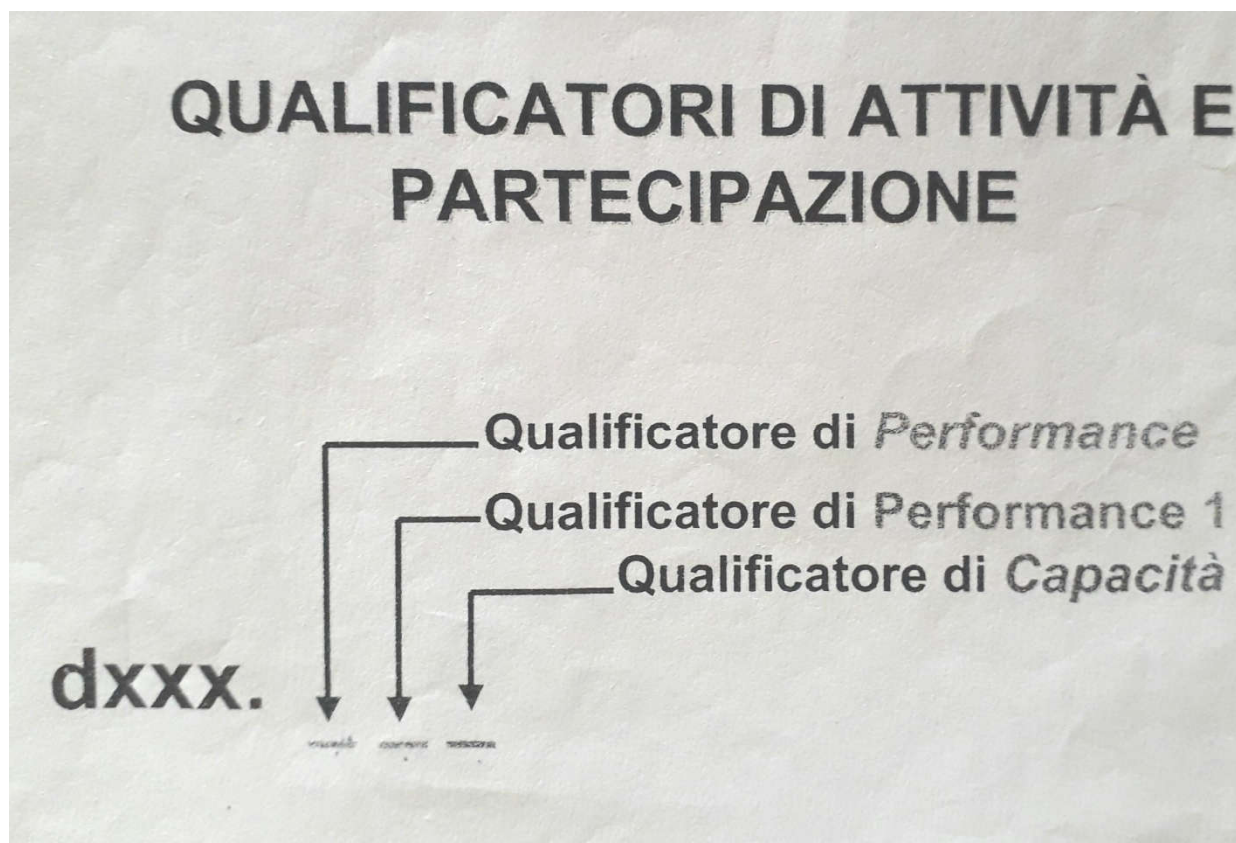 QUALIFICATORI DI ATTIVITÀ E
PARTECIPAZIONE
Qualificatore di Performance
Qualificatore di Performance 1
Qualificatore di Capacità
dxxx.